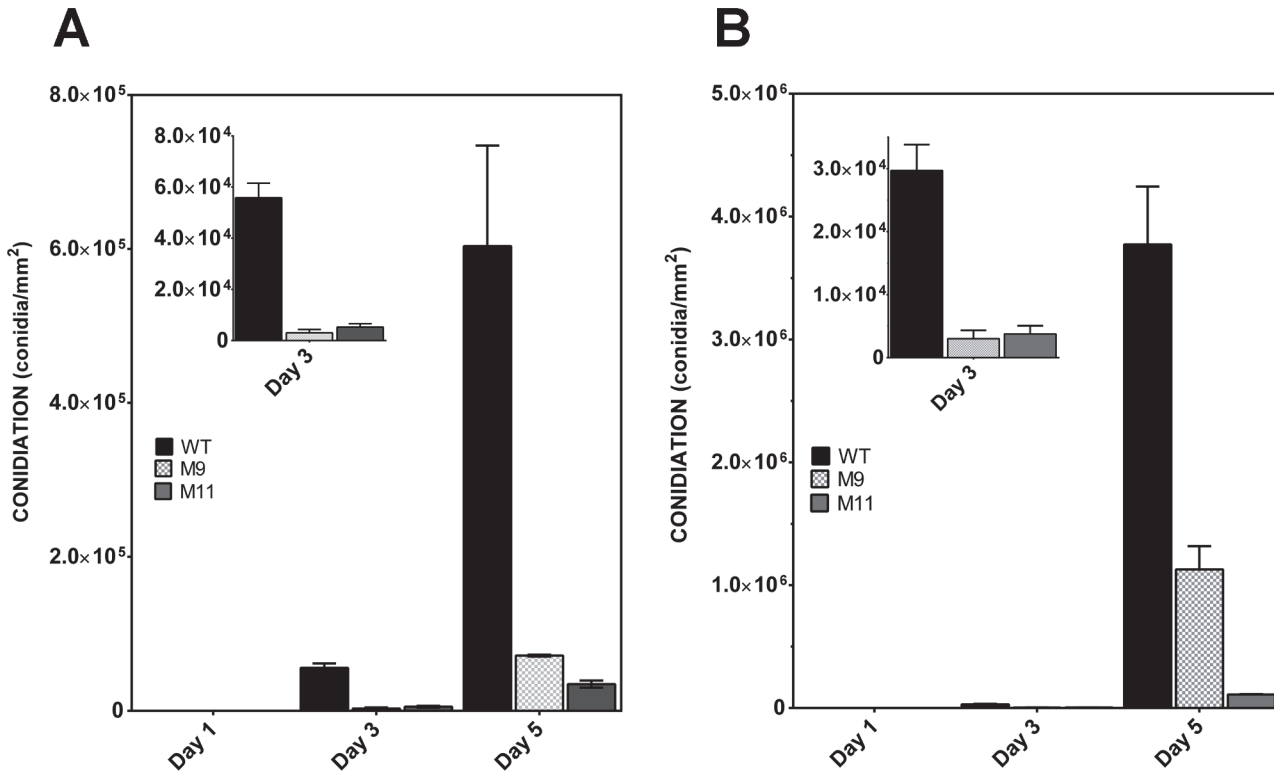 A
CONIDIATION (conidia/mm²)
8.0×10⁵
6.0×10⁵
4.0×10⁵
2.0×10⁵
0
8.0×10⁴
6.0×10⁴
4.0×10⁴
2.0×10⁴
0
Day 3
WT
M9
M11
Day 1
Day 3
Day 5
B
CONIDIATION (conidia/mm²)
5.0×10⁶
4.0×10⁶
3.0×10⁶
2.0×10⁶
1.0×10⁶
0
3.0×10⁴
2.0×10⁴
1.0×10⁴
0
Day 3
WT
M9
M11
Day 1
Day 3
Day 5